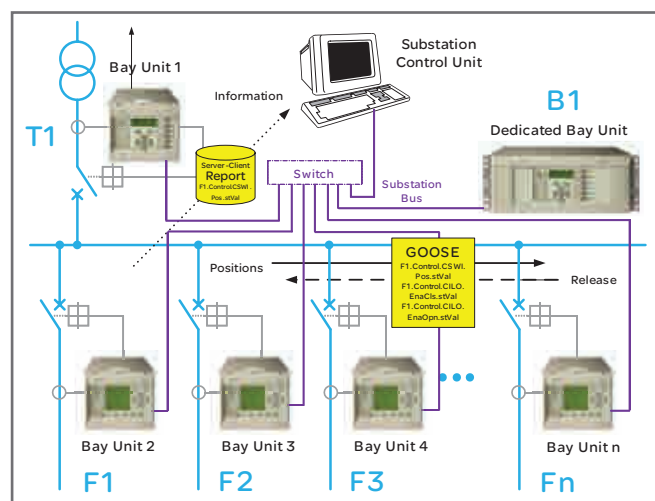 Substation
Control Unit
Bay Unit 1
Information
B1
T1
Dedicated Bay Unit
Server-Client
Report
F1.Control.CSWI.
Pos.stVal
Switch
Substation
Bus
GOOSE
F1.Control.CSWI.
Pos.stVal
F1.Control.CILO.
EnaCls.stVal
F1.Control.CILO.
EnaOpn.stVal
Positions
Release
Bay Unit 2
Bay Unit 3
Bay Unit 4
Bay Unit n
F1
F2
F3
Fn